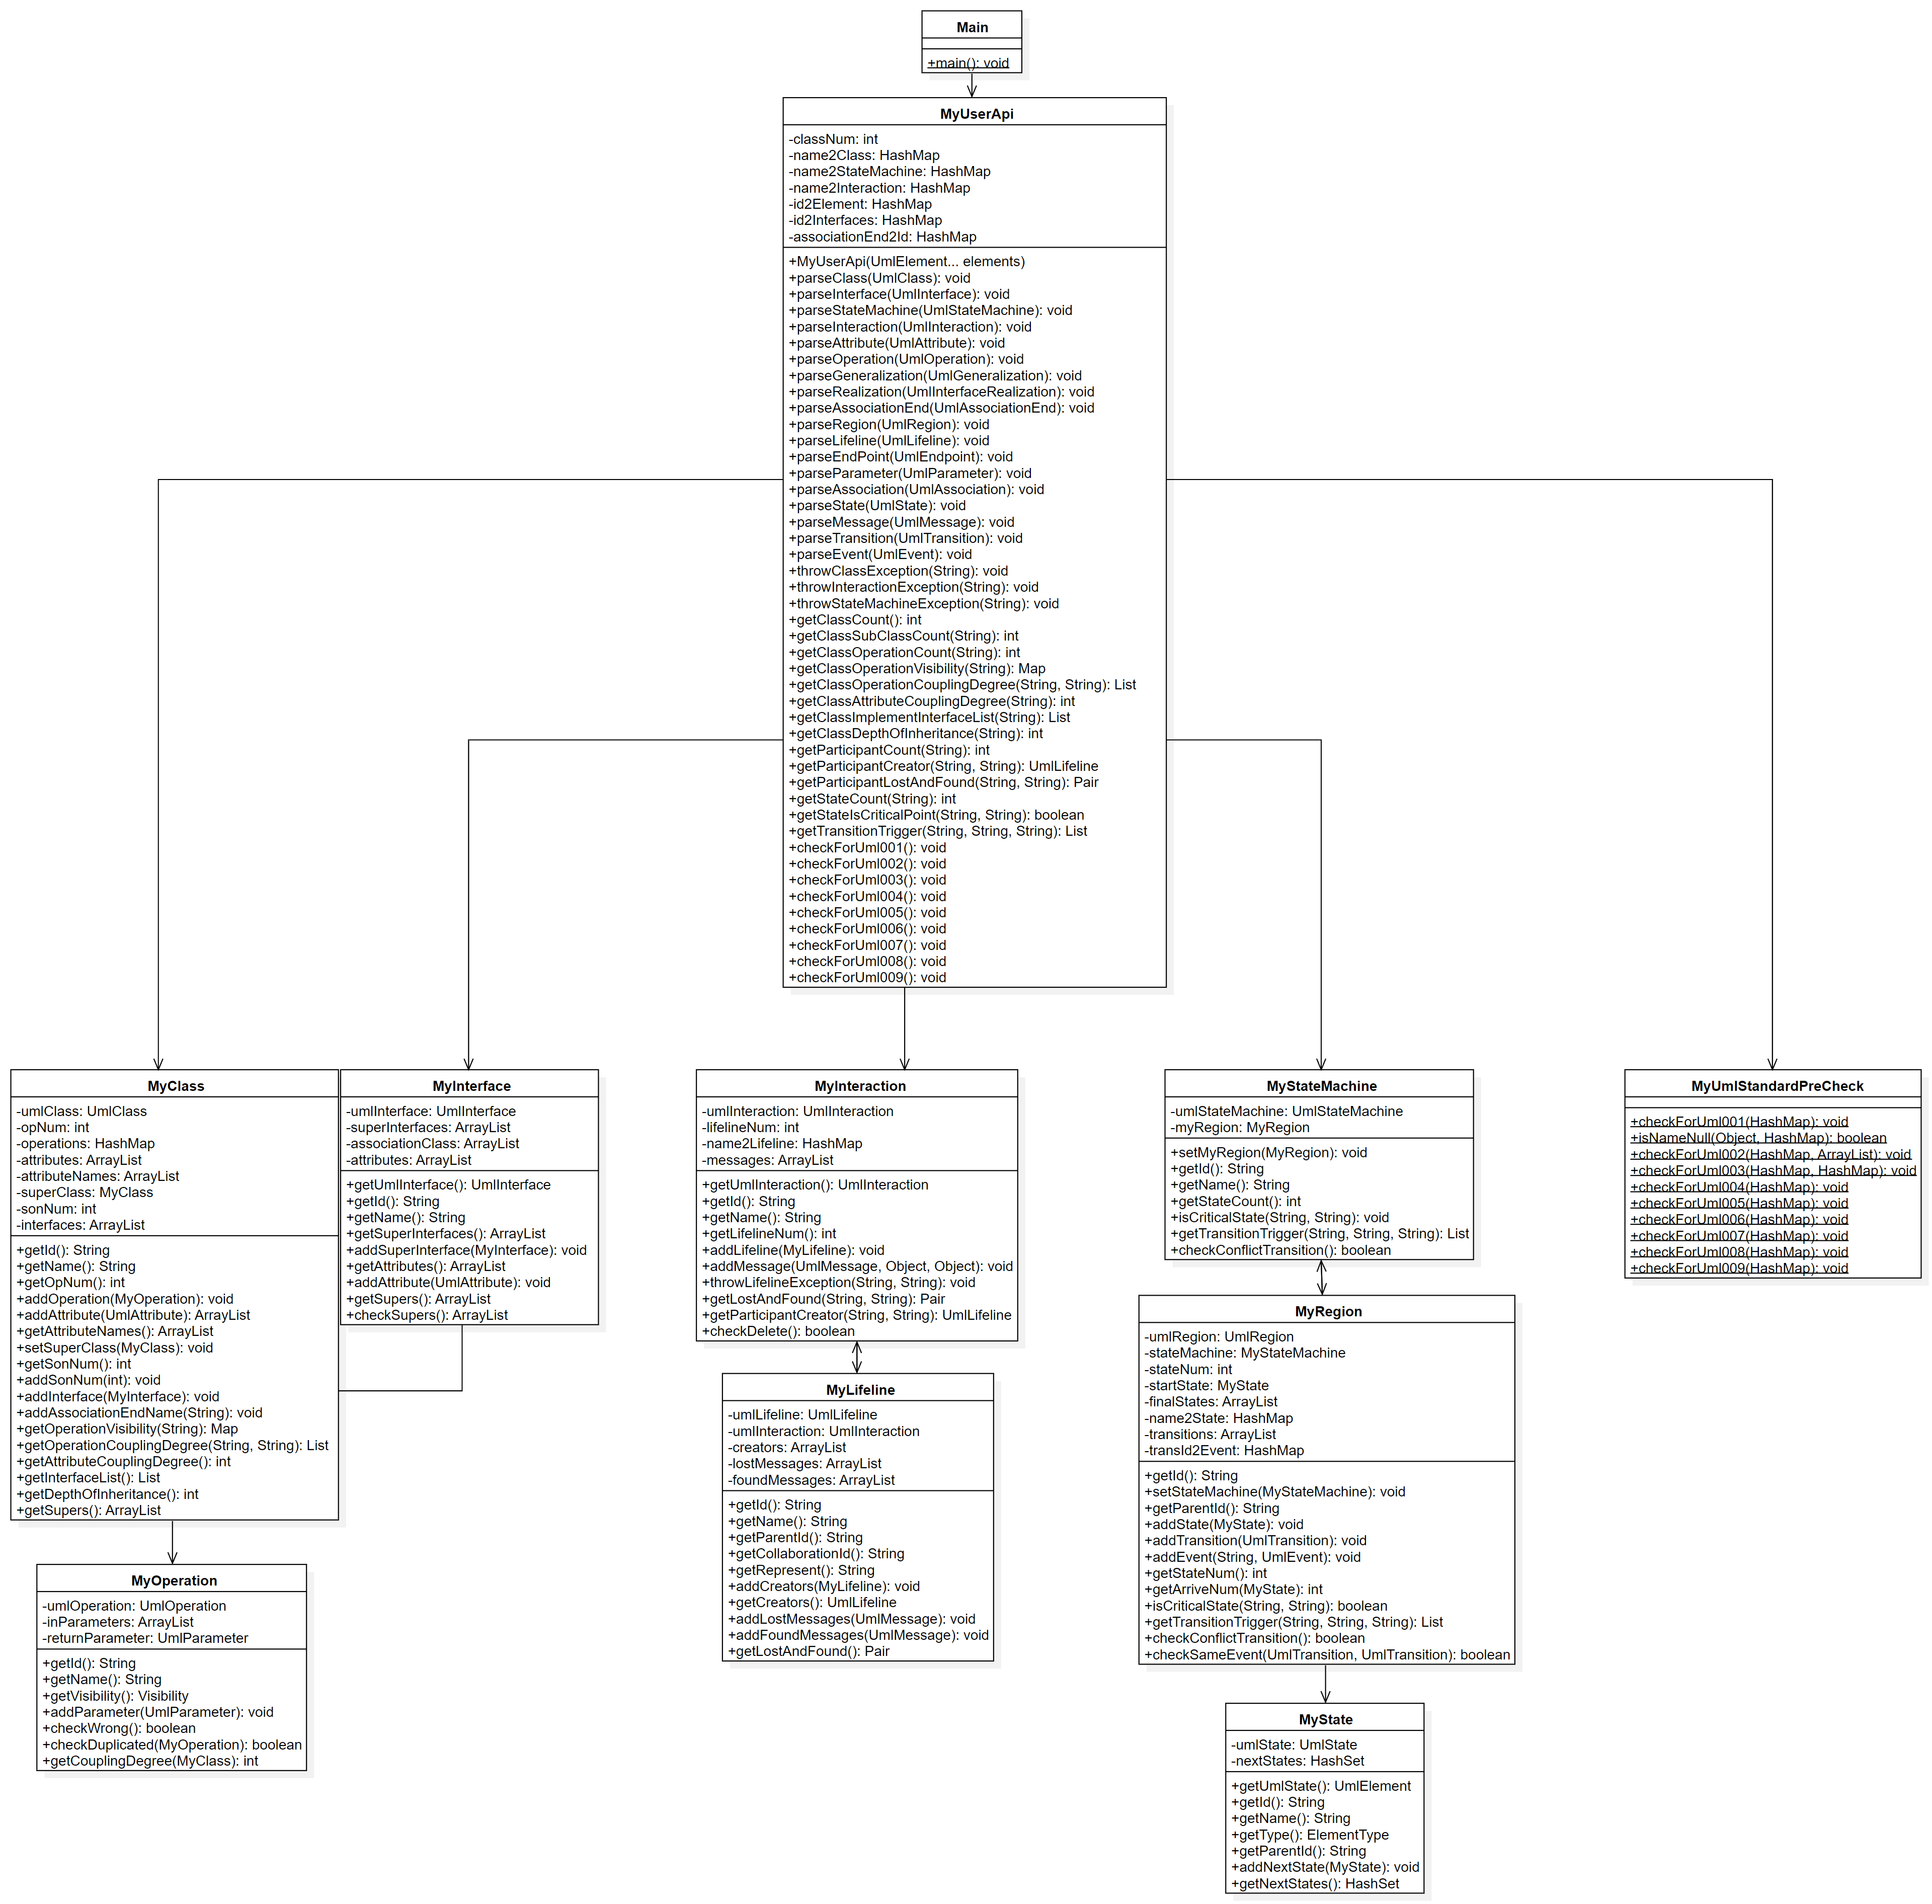 Main
+main(): void
MyUserApi
-classNum: int
-name2Class: HashMap
-name2StateMachine: HashMap
-name2Interaction: HashMap
-id2Element: HashMap
-id2Interfaces: HashMap
-associationEnd2Id: HashMap
+MyUserApi(UmlElement... elements)
+parseClass(UmlClass): void
+parseInterface(UmlInterface): void
+parseStateMachine(UmlStateMachine): void
+parseInteraction(UmlInteraction): void
+parseAttribute(UmlAttribute): void
+parseOperation(UmlOperation): void
+parseGeneralization(UmlGeneralization): void
+parseRealization(UmlInterfaceRealization): void
+parseAssociationEnd(UmlAssociationEnd): void
+parseRegion(UmlRegion): void
+parseLifeline(UmlLifeline): void
+parseEndPoint(UmlEndpoint): void
+parseParameter(UmlParameter): void
+parseAssociation(UmlAssociation): void
+parseState(UmlState): void
+parseMessage(UmlMessage): void
+parseTransition(UmlTransition): void
+parseEvent(UmlEvent): void
+throwClassException(String): void
+throwInteractionException(String): void
+throwStateMachineException(String): void
+getClassCount(): int
+getClassSubClassCount(String): int
+getClassOperationCount(String): int
+getClassOperationVisibility(String): Map
+getClassOperationCouplingDegree(String, String): List
+getClassAttributeCouplingDegree(String): int
+getClassImplementInterfaceList(String): List
+getClassDepthOfInheritance(String): int
+getParticipantCount(String): int
+getParticipantCreator(String, String): UmlLifeline
+getParticipantLostAndFound(String, String): Pair
+getStateCount(String): int
+getStateIsCriticalPoint(String, String): boolean
+getTransitionTrigger(String, String, String): List
+checkForUml001(): void
+checkForUml002(): void
+checkForUml003(): void
+checkForUml004(): void
+checkForUml005(): void
+checkForUml006(): void
+checkForUml007(): void
+checkForUml008(): void
+checkForUml009(): void
MyClass
-umlClass: UmlClass
-opNum: int
-operations: HashMap
-attributes: ArrayList
-attributeNames: ArrayList
-superClass: MyClass
-sonNum: int
-interfaces: ArrayList
+getId(): String
+getName(): String
+getOpNum(): int
+addOperation(MyOperation): void
+addAttribute(UmlAttribute): ArrayList
+getAttributeNames(): ArrayList
+setSuperClass(MyClass): void
+getSonNum(): int
+addSonNum(int): void
+addInterface(MyInterface): void
+addAssociationEndName(String): void
+getOperationVisibility(String): Map
+getOperationCouplingDegree(String, String): List
+getAttributeCouplingDegree(): int
+getInterfaceList(): List
+getDepthOfInheritance(): int
+getSupers(): ArrayList
MyInterface
-umlInterface: UmlInterface
-superInterfaces: ArrayList
-associationClass: ArrayList
-attributes: ArrayList
+getUmlInterface(): UmlInterface
+getId(): String
+getName(): String
+getSuperInterfaces(): ArrayList
+addSuperInterface(MyInterface): void
+getAttributes(): ArrayList
+addAttribute(UmlAttribute): void
+getSupers(): ArrayList
+checkSupers(): ArrayList
MyInteraction
-umlInteraction: UmlInteraction
-lifelineNum: int
-name2Lifeline: HashMap
-messages: ArrayList
+getUmlInteraction(): UmlInteraction
+getId(): String
+getName(): String
+getLifelineNum(): int
+addLifeline(MyLifeline): void
+addMessage(UmlMessage, Object, Object): void
+throwLifelineException(String, String): void
+getLostAndFound(String, String): Pair
+getParticipantCreator(String, String): UmlLifeline
+checkDelete(): boolean
MyStateMachine
-umlStateMachine: UmlStateMachine
-myRegion: MyRegion
+setMyRegion(MyRegion): void
+getId(): String
+getName(): String
+getStateCount(): int
+isCriticalState(String, String): void
+getTransitionTrigger(String, String, String): List
+checkConflictTransition(): boolean
MyUmlStandardPreCheck
+checkForUml001(HashMap): void
+isNameNull(Object, HashMap): boolean
+checkForUml002(HashMap, ArrayList): void
+checkForUml003(HashMap, HashMap): void
+checkForUml004(HashMap): void
+checkForUml005(HashMap): void
+checkForUml006(HashMap): void
+checkForUml007(HashMap): void
+checkForUml008(HashMap): void
+checkForUml009(HashMap): void
MyOperation
-umlOperation: UmlOperation
-inParameters: ArrayList
-returnParameter: UmlParameter
+getId(): String
+getName(): String
+getVisibility(): Visibility
+addParameter(UmlParameter): void
+checkWrong(): boolean
+checkDuplicated(MyOperation): boolean
+getCouplingDegree(MyClass): int
MyLifeline
-umlLifeline: UmlLifeline
-umlInteraction: UmlInteraction
-creators: ArrayList
-lostMessages: ArrayList
-foundMessages: ArrayList
+getId(): String
+getName(): String
+getParentId(): String
+getCollaborationId(): String
+getRepresent(): String
+addCreators(MyLifeline): void
+getCreators(): UmlLifeline
+addLostMessages(UmlMessage): void
+addFoundMessages(UmlMessage): void
+getLostAndFound(): Pair
MyRegion
-umlRegion: UmlRegion
-stateMachine: MyStateMachine
-stateNum: int
-startState: MyState
-finalStates: ArrayList
-name2State: HashMap
-transitions: ArrayList
-transId2Event: HashMap
+getId(): String
+setStateMachine(MyStateMachine): void
+getParentId(): String
+addState(MyState): void
+addTransition(UmlTransition): void
+addEvent(String, UmlEvent): void
+getStateNum(): int
+getArriveNum(MyState): int
+isCriticalState(String, String): boolean
+getTransitionTrigger(String, String, String): List
+checkConflictTransition(): boolean
+checkSameEvent(UmlTransition, UmlTransition): boolean
MyState
-umlState: UmlState
-nextStates: HashSet
+getUmlState(): UmlElement
+getId(): String
+getName(): String
+getType(): ElementType
+getParentId(): String
+addNextState(MyState): void
+getNextStates(): HashSet